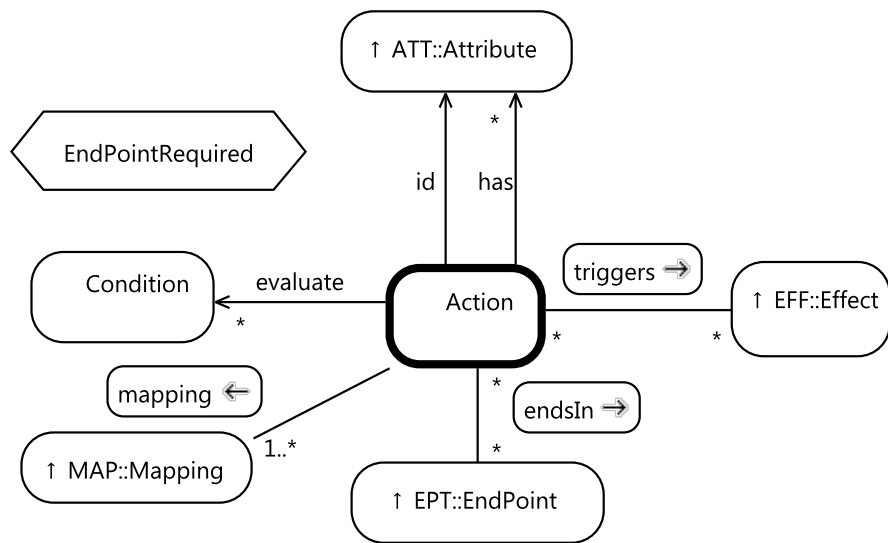 ↑ ATT::Attribute
*
EndPointRequired
id
has
Condition
evaluate
*
Action
triggers →
*
*
↑ EFF::Effect
mapping ←
1..*
↑ MAP::Mapping
*
endsIn →
*
↑ EPT::EndPoint